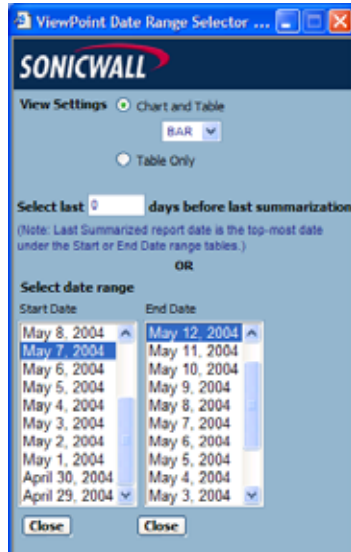 ViewPoint Date Range Selector ...
SONICWALL
View Settings Chart and Table
BAR
Table Only
Select last 0 days before last summarization
(Note: Last Summarized report date is the top-most date
under the Start or End Date range tables.)
OR
Select date range
Start Date End Date
May 8, 2004 May 12, 2004
May 7, 2004 May 11, 2004
May 6, 2004 May 10, 2004
May 5, 2004 May 9, 2004
May 4, 2004 May 8, 2004
May 3, 2004 May 7, 2004
May 2, 2004 May 6, 2004
May 1, 2004 May 5, 2004
April 30, 2004 May 4, 2004
April 29, 2004 May 3, 2004
Close Close